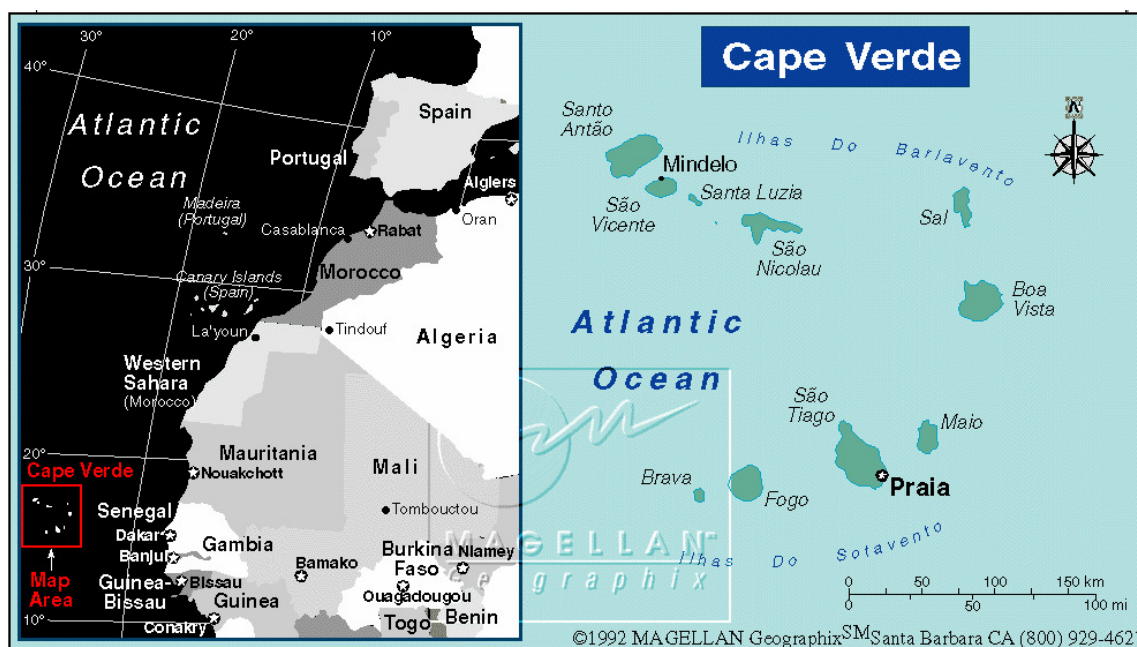 30°
20°
10°
40°
Atlantic
Ocean
Spain
Portugal
Algiers
Madeira
(Portugal)
Oran
Casablanca
Rabat
30°
Canary Islands
(Spain)
Morocco
La'youn
Tindouf
Algeria
Western
Sahara
(Morocco)
20°
Mauritania
Nouakchott
Mali
Cape Verde
Senegal
Tombouctou
Dakar
Gambia
Banjul
Map
Area
Bamako
Burkina
Faso
Niamey
Guinea-
Bissau
Bissau
Guinea
Ouagadougou
10°
Conakry
Togo
Benin
Cape Verde
N
Santo
Antão
Ilhas Do Barlavento
Mindelo
Santa Luzia
São
Vicente
Sal
São
Nicolau
Boa
Vista
Atlantic
Ocean
São
Tiago
Maio
Brava
Fogo
Praia
MAGELLAN™
Geographix
Ilhas Do Sotavento
0 50 100 150 km
0 50 100 mi
©1992 MAGELLAN Geographix℠Santa Barbara CA (800) 929-4627